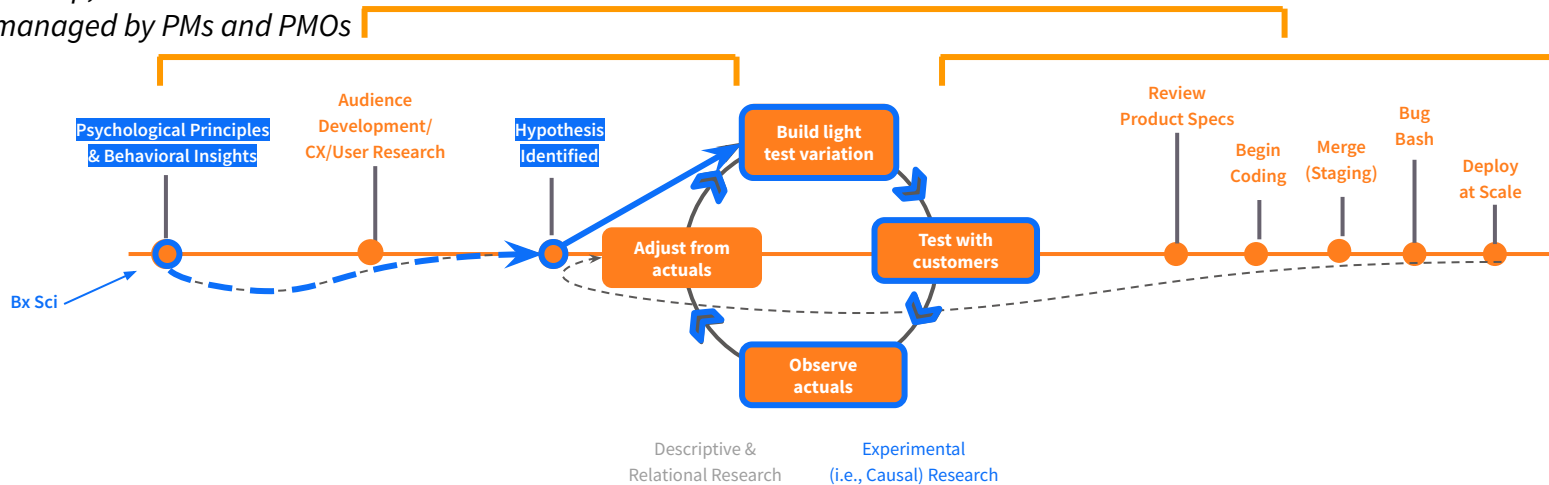 managed by PMs and PMOs
Psychological Principles
& Behavioral Insights
Audience
Development/
CX/User Research
Hypothesis
Identified
Build light
test variation
Review
Product Specs
Begin
Coding
Merge
(Staging)
Bug
Bash
Deploy
at Scale
Adjust from
actuals
Test with
customers
Bx Sci
Observe
actuals
Descriptive &
Relational Research
Experimental
(i.e., Causal) Research